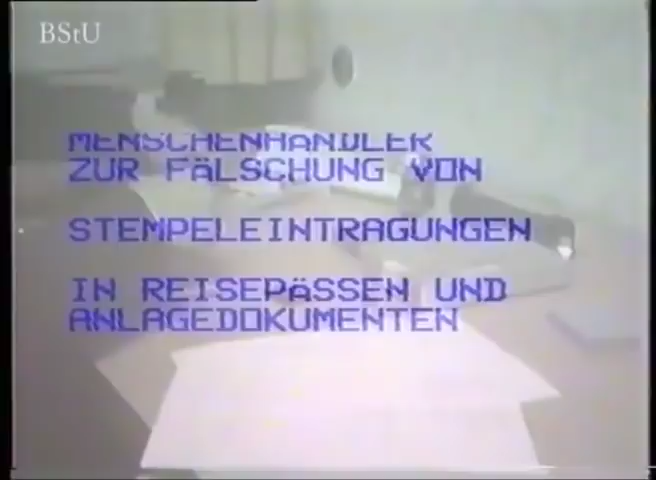 BStU
MENSCHENHÄNDLER
ZUR FÄLSCHUNG VON
STEMPELEINTRAGUNGEN
IN REISEPÄSSEN UND
ANLAGEDOKUMENTEN